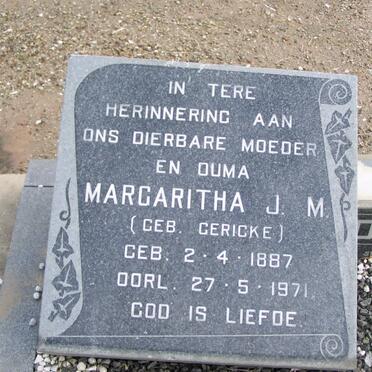 IN TERE
HERINNERING AAN
ONS DIERBARE MOEDER
EN OUMA
MARGARITHA J. M.
(GEB. GERICKE)
GEB. 2-4-1887
OORL. 27-5-1971.
GOD IS LIEFDE.